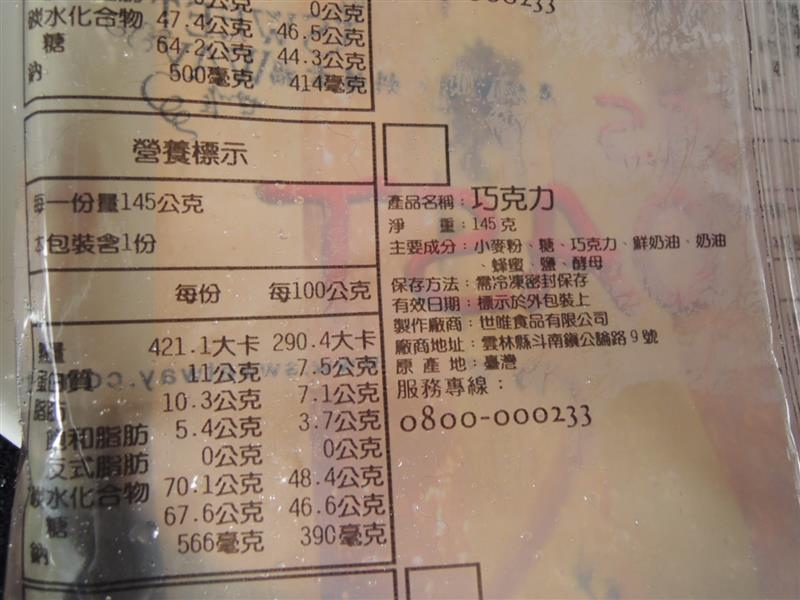 0公克
碳水化合物 47.4公克 46.5公克
糖 64.2公克 44.3公克
鈉 500毫克 414毫克
0800-000233
營養標示
每一份量145公克
本包裝含1份
每份 每100公克
熱量 421.1大卡 290.4大卡
蛋白質 11公克 7.5公克
脂肪 10.3公克 7.1公克
飽和脂肪 5.4公克 3.7公克
反式脂肪 0公克 0公克
碳水化合物 70.1公克 48.4公克
糖 67.6公克 46.6公克
鈉 566毫克 390毫克
產品名稱：巧克力
淨 重：145克
主要成分：小麥粉、糖、巧克力、鮮奶油、奶油
、蜂蜜、鹽、酵母
保存方法：需冷凍密封保存
有效日期：標示於外包裝上
製作廠商：世唯食品有限公司
廠商地址：雲林縣斗南鎮公論路9號
原 產 地：臺灣
服務專線：
0800-000233